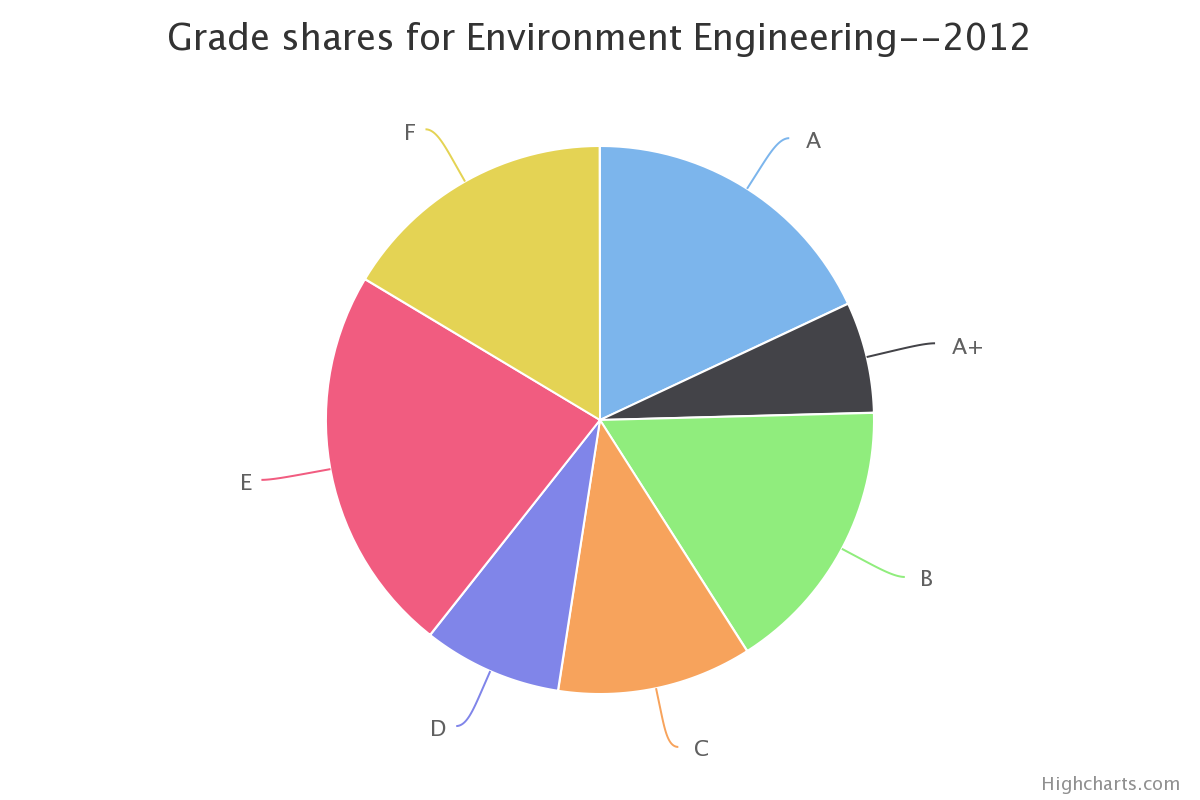 Grade shares for Environment Engineering--2012
F
A
A+
E
B
D
C
Highcharts.com